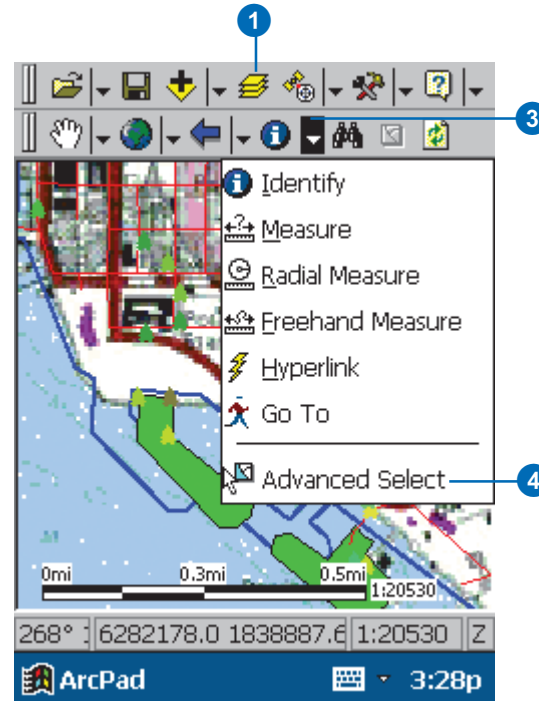 1
3
Identify
Measure
Radial Measure
Freehand Measure
Hyperlink
Go To
Advanced Select
4
0mi 0.3mi 0.5mi
1:20530
268° 6282178.0 1838887.6 1:20530 Z
ArcPad 3:28p